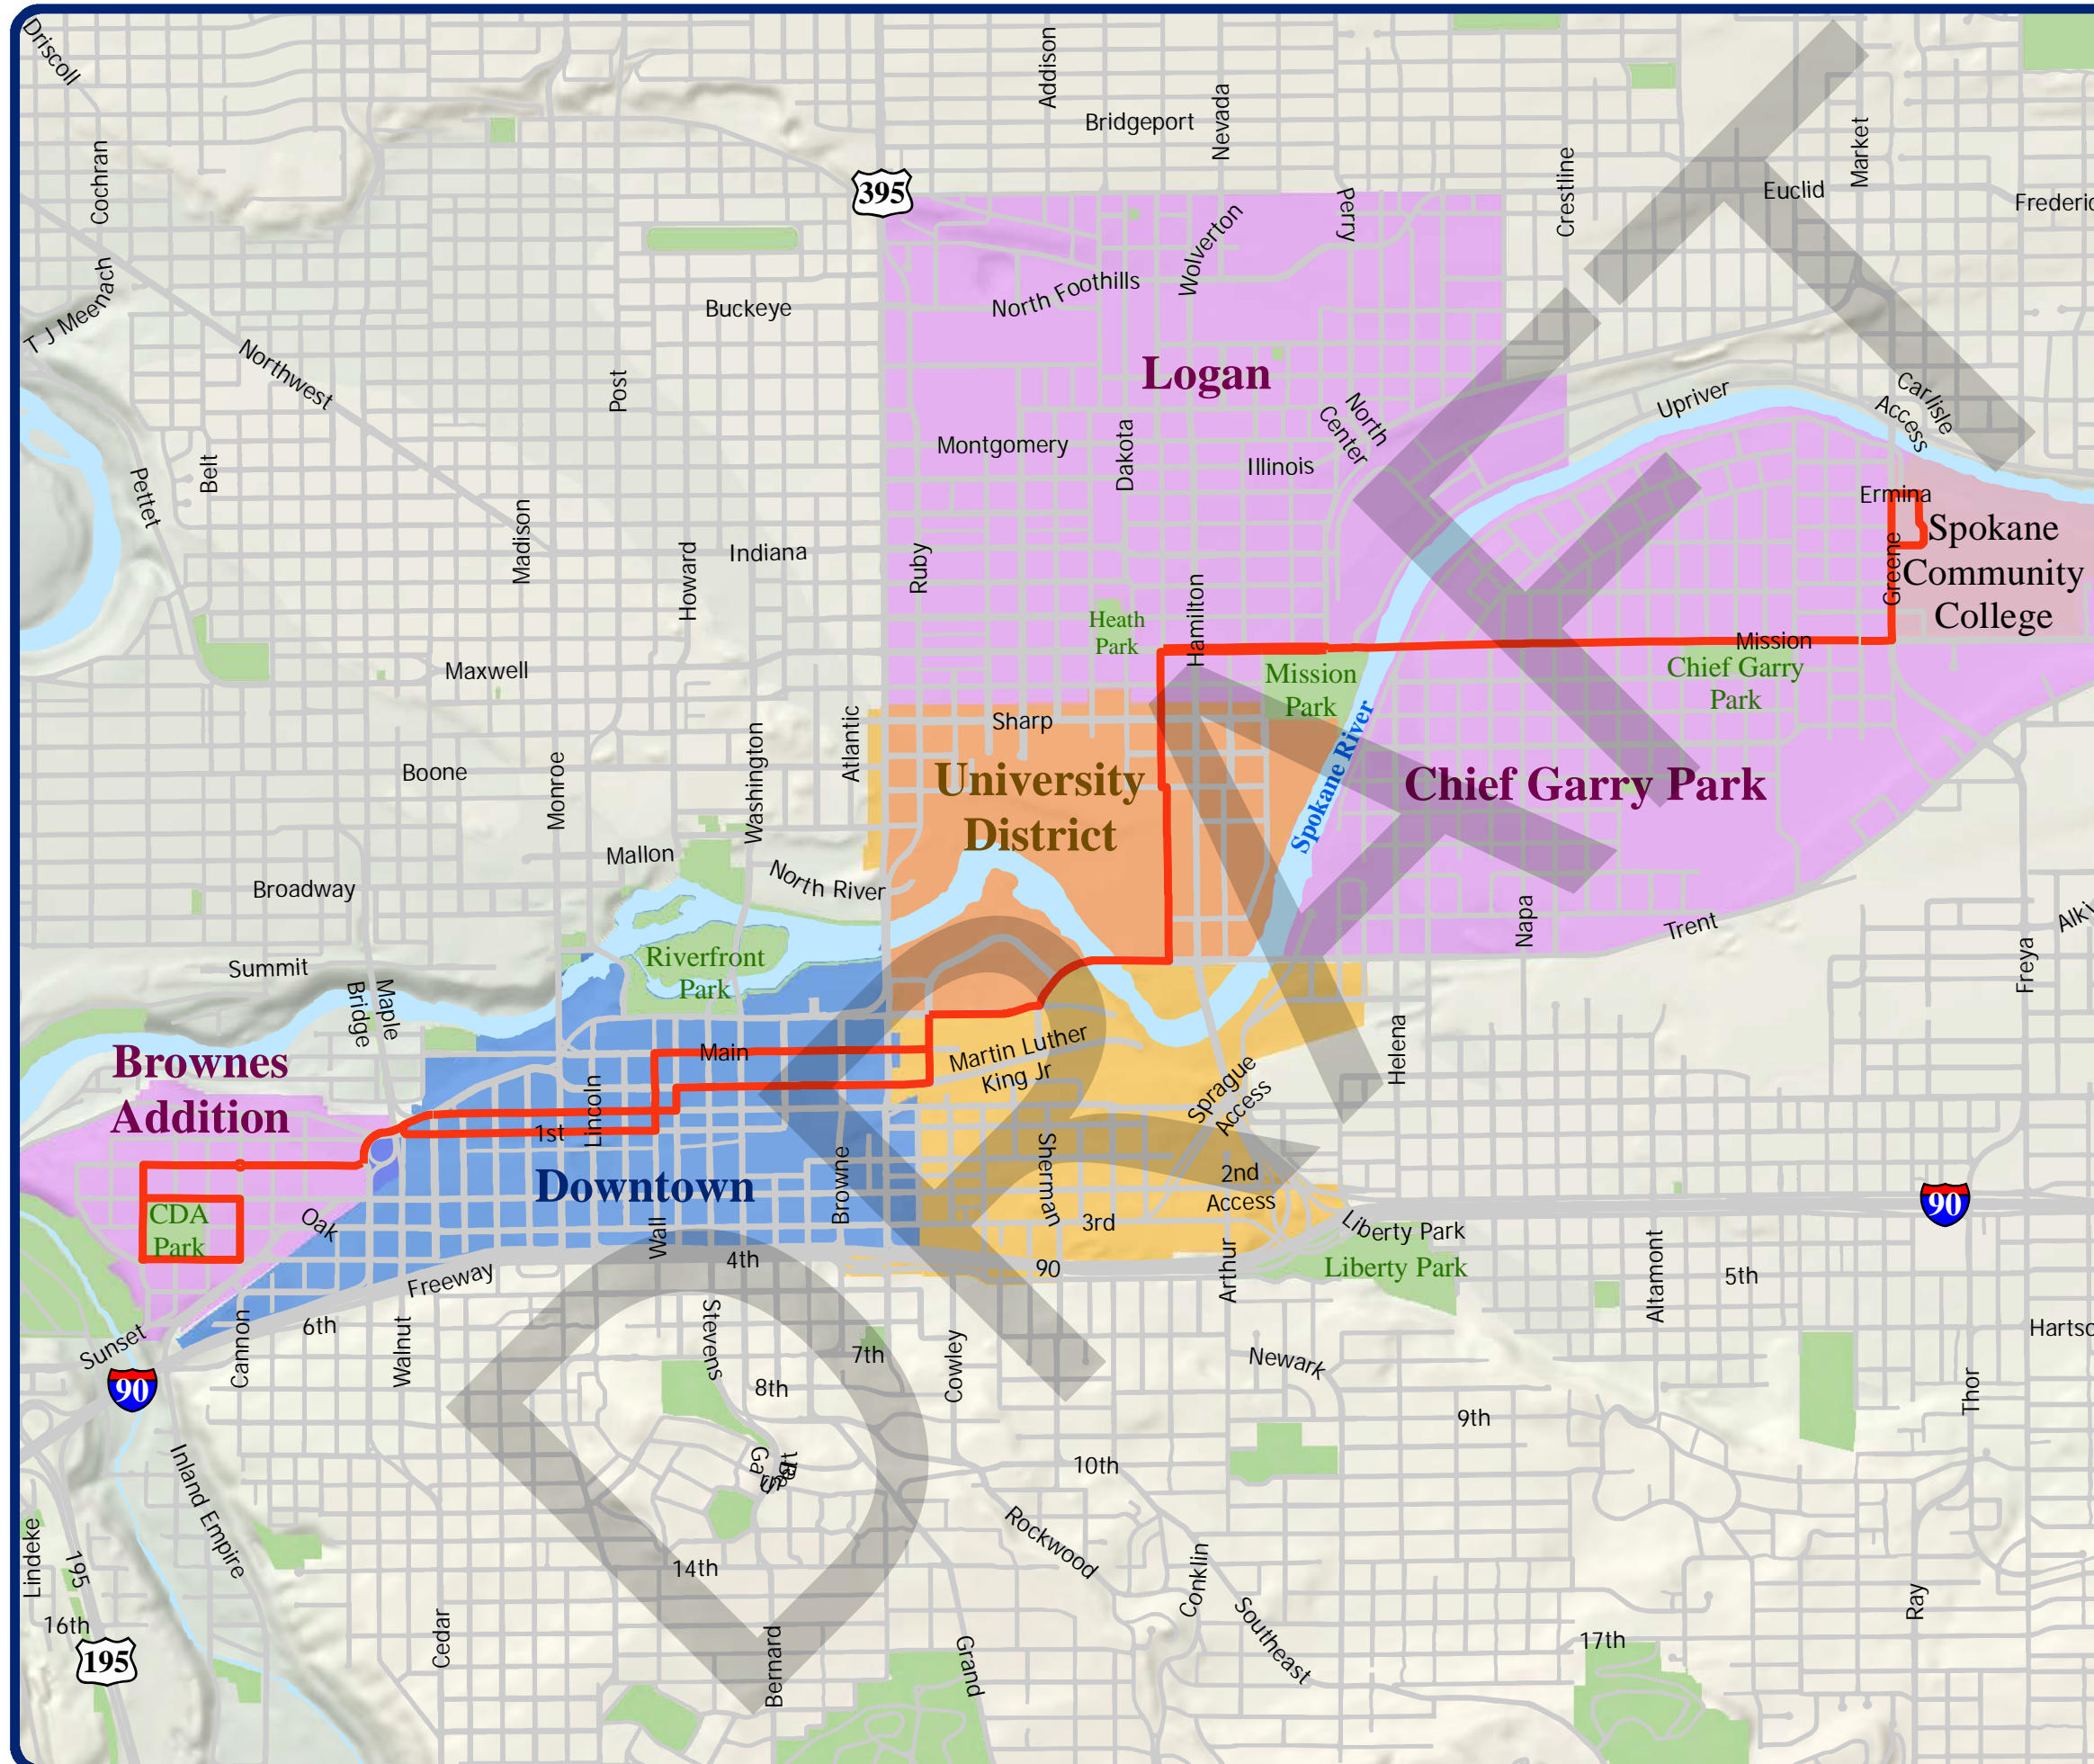 Driscoll
Addison
Bridgeport
Nevada
Cochran
Market
Crestline
Euclid
395
Perry
Wolverton
T J Meenach
North Foothills
Buckeye
Northwest
Post
Logan
Upriver
Carlisle
Access
North
Center
Montgomery
Dakota
Illinois
Belt
Pettet
Ermina
Madison
Indiana
Howard
Ruby
Spokane
Community
College
Greene
Hamilton
Heath
Park
Mission
Maxwell
Mission
Park
Chief Garry
Park
Sharp
Atlantic
Washington
Monroe
Boone
University
District
Spokane River
Chief Garry Park
Mallon
North River
Broadway
Napa
Trent
Freya
Riverfront
Park
Summit
Maple
Bridge
Helena
Main
Martin Luther
King Jr
Brownes
Addition
Lincoln
1st
Sprague
Access
Sherman
Browne
Downtown
2nd
Access
90
CDA
Park
Oak
Wall
3rd
Liberty Park
4th
90
Arthur
Liberty Park
Altamont
5th
Freeway
6th
Sunset
Cannon
Walnut
Stevens
7th
Cowley
Newark
8th
Thor
90
9th
Inland Empire
10th
Rockwood
Lindeke
195
14th
Conklin
Southeast
Ray
16th
Cedar
17th
195
Bernard
Grand
DRAFT